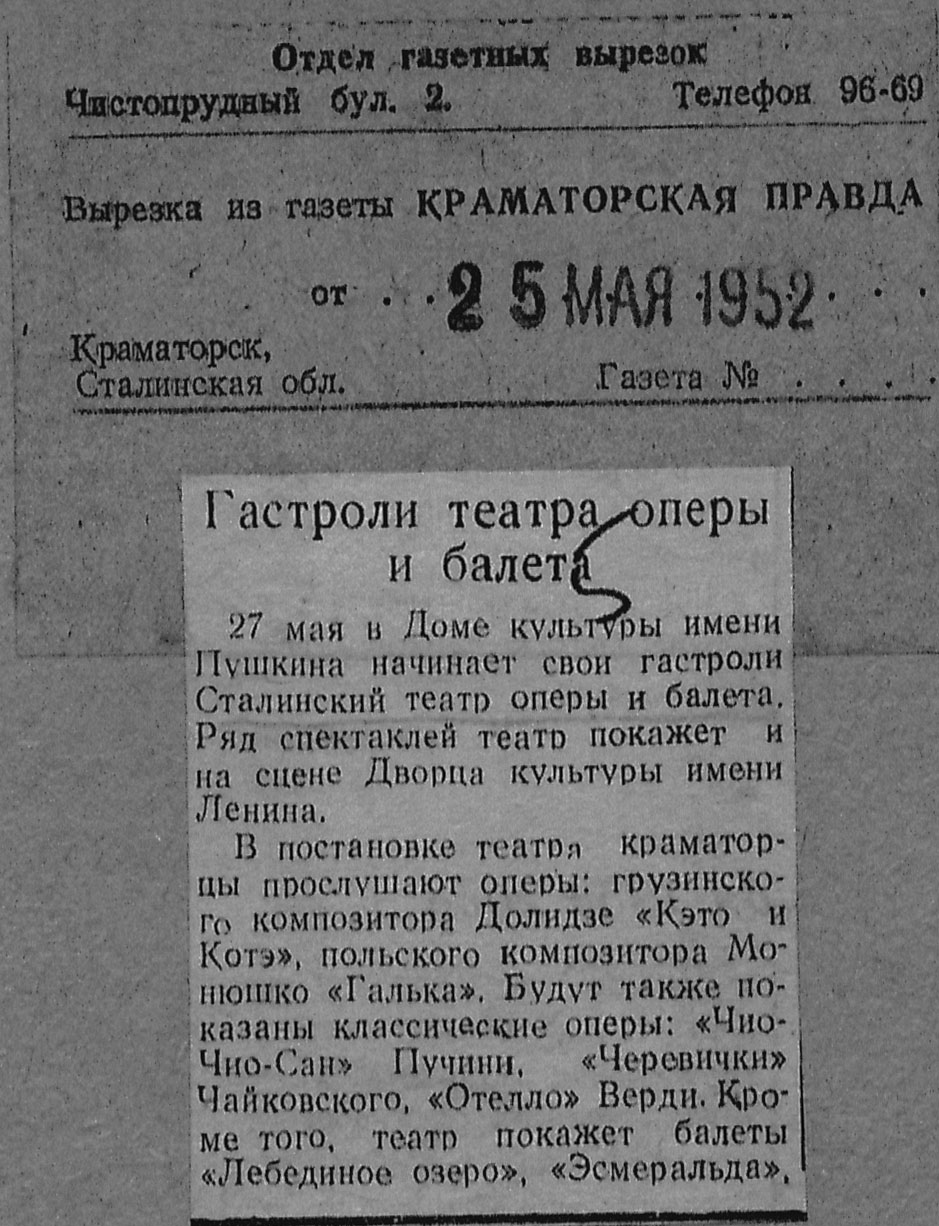 Отдел газетных вырезок
Чистопрудный бул. 2. Телефон 96-69
Вырезка из газеты КРАМАТОРСКАЯ ПРАВДА
от . . . 25 МАЯ 1952 . . .
Краматорск,
Сталинская обл. Газета № . . . .
Гастроли театра оперы
и балета
27 мая в Доме культуры имени
Пушкина начинает свои гастроли
Сталинский театр оперы и балета.
Ряд спектаклей театр покажет и
на сцене Дворца культуры имени
Ленина.
В постановке театра краматор-
цы прослушают оперы: грузинско-
го композитора Долидзе «Кэто и
Котэ», польского композитора Мо-
нюшко «Галька». Будут также по-
казаны классические оперы: «Чио-
Чио-Сан» Пучини, «Черевички»
Чайковского, «Отелло» Верди. Кро-
ме того, театр покажет балеты
«Лебединое озеро», «Эсмеральда»,